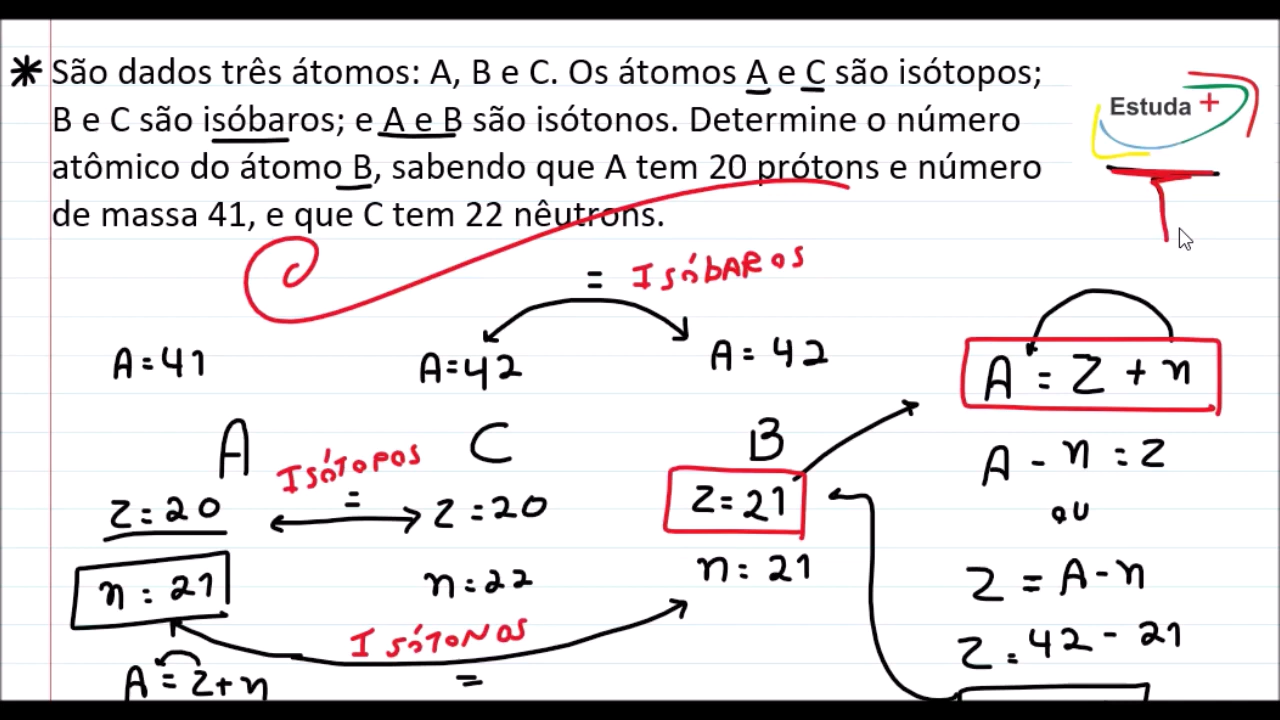 * São dados três átomos: A, B e C. Os átomos A e C são isótopos;
B e C são isóbaros; e A e B são isótonos. Determine o número
atômico do átomo B, sabendo que A tem 20 prótons e número
de massa 41, e que C tem 22 nêutrons.
Estuda +
= ISÓBAROS
A=41
A=42
A=42
A = Z + n
A
ISÓTOPOS
=
C
B
A - n = Z
Z=20
Z=20
Z=21
ou
n=21
n=22
n=21
Z = A-n
ISÓTONOS
=
Z=42-21
A=Z+n